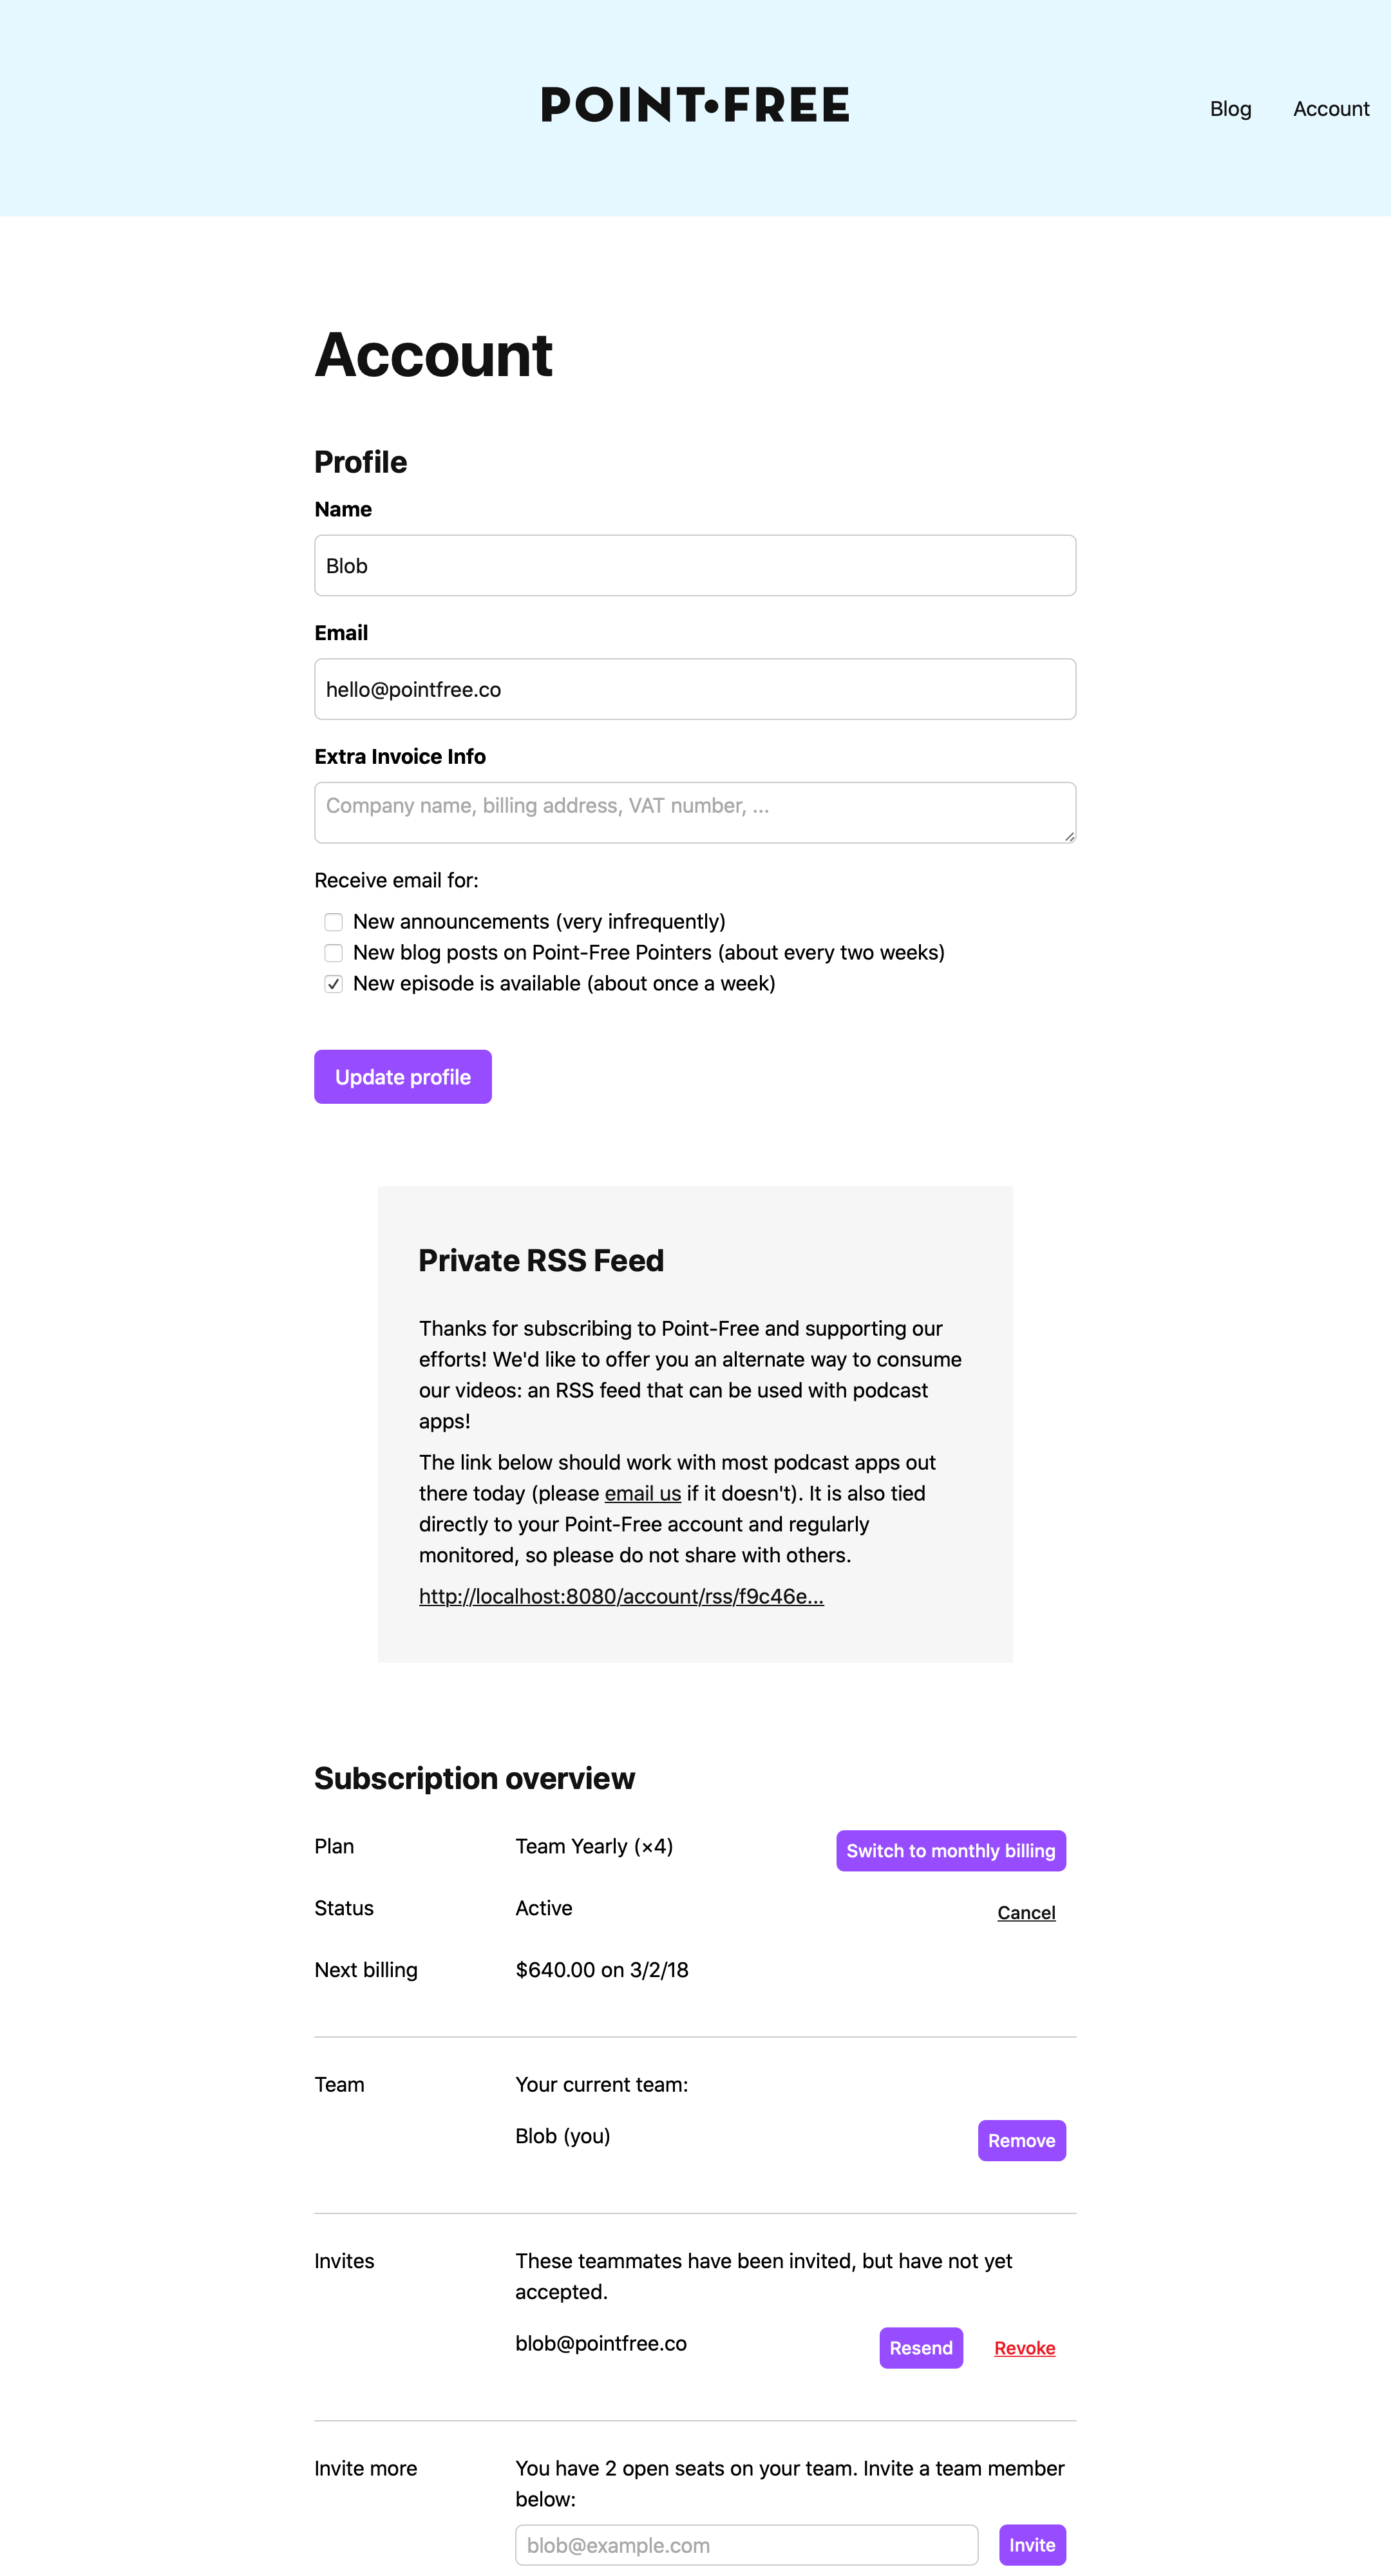 POINT•FREE
Blog Account
Account
Profile
Name
Blob
Email
hello@pointfree.co
Extra Invoice Info
Company name, billing address, VAT number, ...
Receive email for:
New announcements (very infrequently)
New blog posts on Point-Free Pointers (about every two weeks)
New episode is available (about once a week)
Update profile
Private RSS Feed
Thanks for subscribing to Point-Free and supporting our
efforts! We'd like to offer you an alternate way to consume
our videos: an RSS feed that can be used with podcast
apps!
The link below should work with most podcast apps out
there today (please email us if it doesn't). It is also tied
directly to your Point-Free account and regularly
monitored, so please do not share with others.
http://localhost:8080/account/rss/f9c46e...
Subscription overview
Plan Team Yearly (×4) Switch to monthly billing
Status Active Cancel
Next billing $640.00 on 3/2/18
Team Your current team:
Blob (you) Remove
Invites These teammates have been invited, but have not yet
accepted.
blob@pointfree.co Resend Revoke
Invite more You have 2 open seats on your team. Invite a team member
below:
blob@example.com Invite